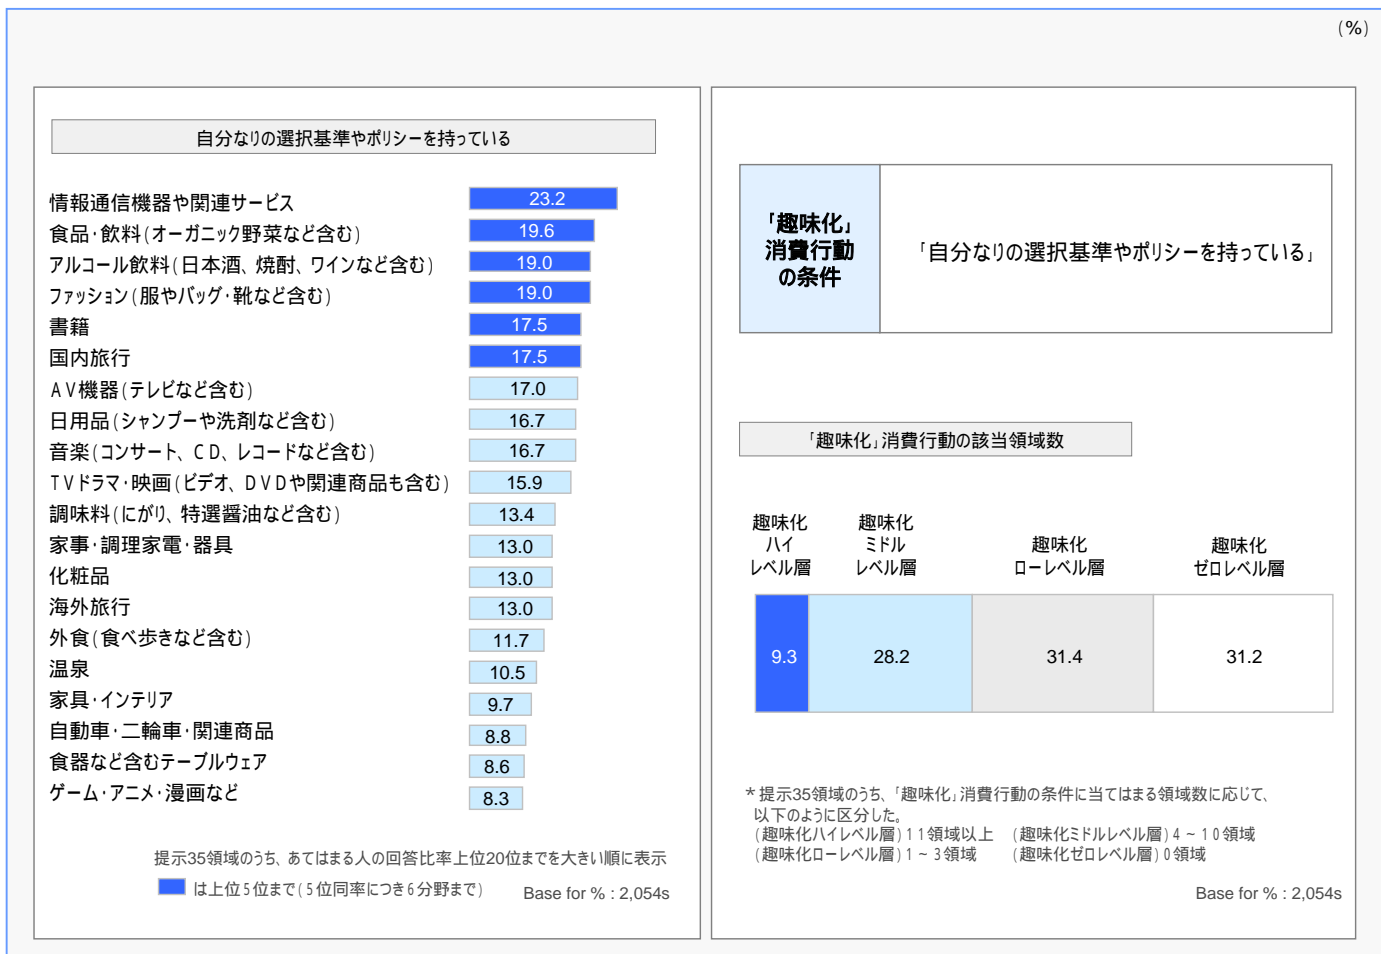 (%)
自分なりの選択基準やポリシーを持っている
情報通信機器や関連サービス 23.2
食品・飲料(オーガニック野菜など含む) 19.6
アルコール飲料(日本酒、焼酎、ワインなど含む) 19.0
ファッション(服やバッグ・靴など含む) 19.0
書籍 17.5
国内旅行 17.5
AV機器(テレビなど含む) 17.0
日用品(シャンプーや洗剤など含む) 16.7
音楽(コンサート、CD、レコードなど含む) 16.7
TVドラマ・映画(ビデオ、DVDや関連商品も含む) 15.9
調味料(にがり、特選醤油など含む) 13.4
家事・調理家電・器具 13.0
化粧品 13.0
海外旅行 13.0
外食(食べ歩きなど含む) 11.7
温泉 10.5
家具・インテリア 9.7
自動車・二輪車・関連商品 8.8
食器など含むテーブルウェア 8.6
ゲーム・アニメ・漫画など 8.3
提示35領域のうち、あてはまる人の回答比率上位20位までを大きい順に表示
は上位5位まで(5位同率につき6分野まで)
Base for % : 2,054s
「趣味化」
消費行動
の条件
「自分なりの選択基準やポリシーを持っている」
「趣味化」消費行動の該当領域数
趣味化
ハイ
レベル層
趣味化
ミドル
レベル層
趣味化
ローレベル層
趣味化
ゼロレベル層
9.3 28.2 31.4 31.2
*提示35領域のうち、「趣味化」消費行動の条件に当てはまる領域数に応じて、
以下のように区分した。
(趣味化ハイレベル層)11領域以上 (趣味化ミドルレベル層)4~10領域
(趣味化ローレベル層)1~3領域 (趣味化ゼロレベル層)0領域
Base for % : 2,054s